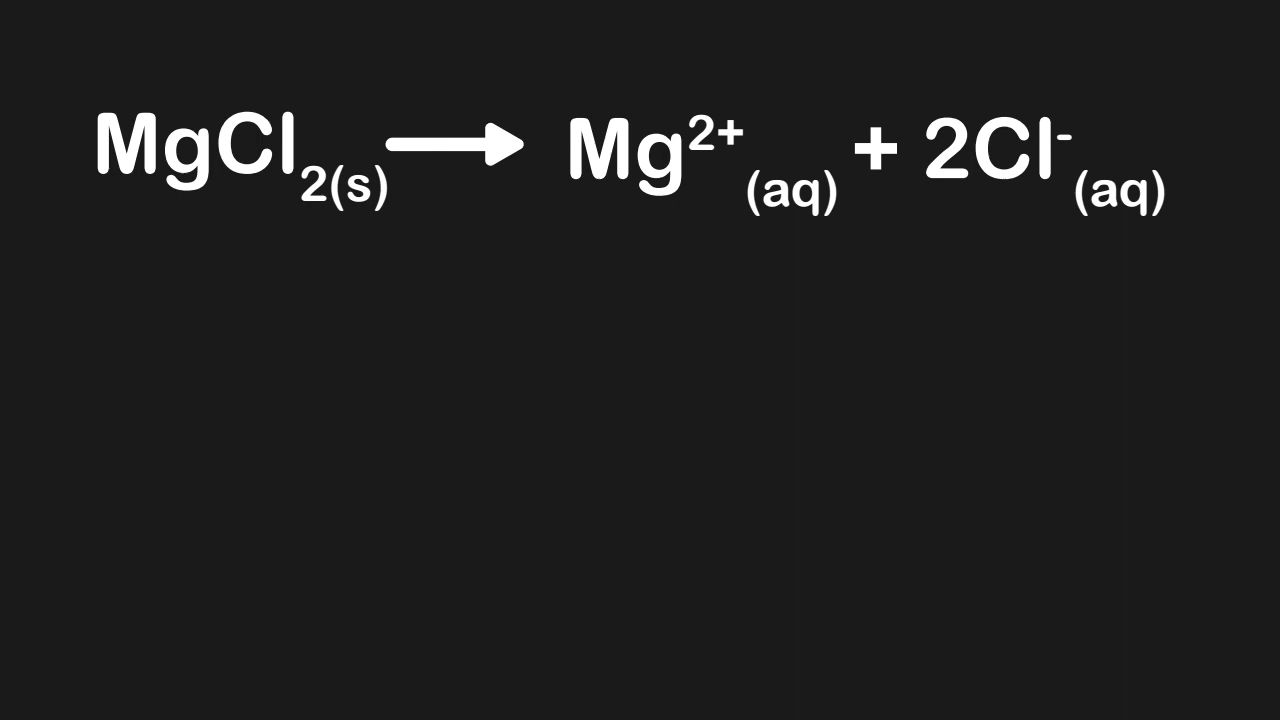 MgCl₂₍ₛ₎ → Mg²⁺(aq) + 2Cl⁻(aq)